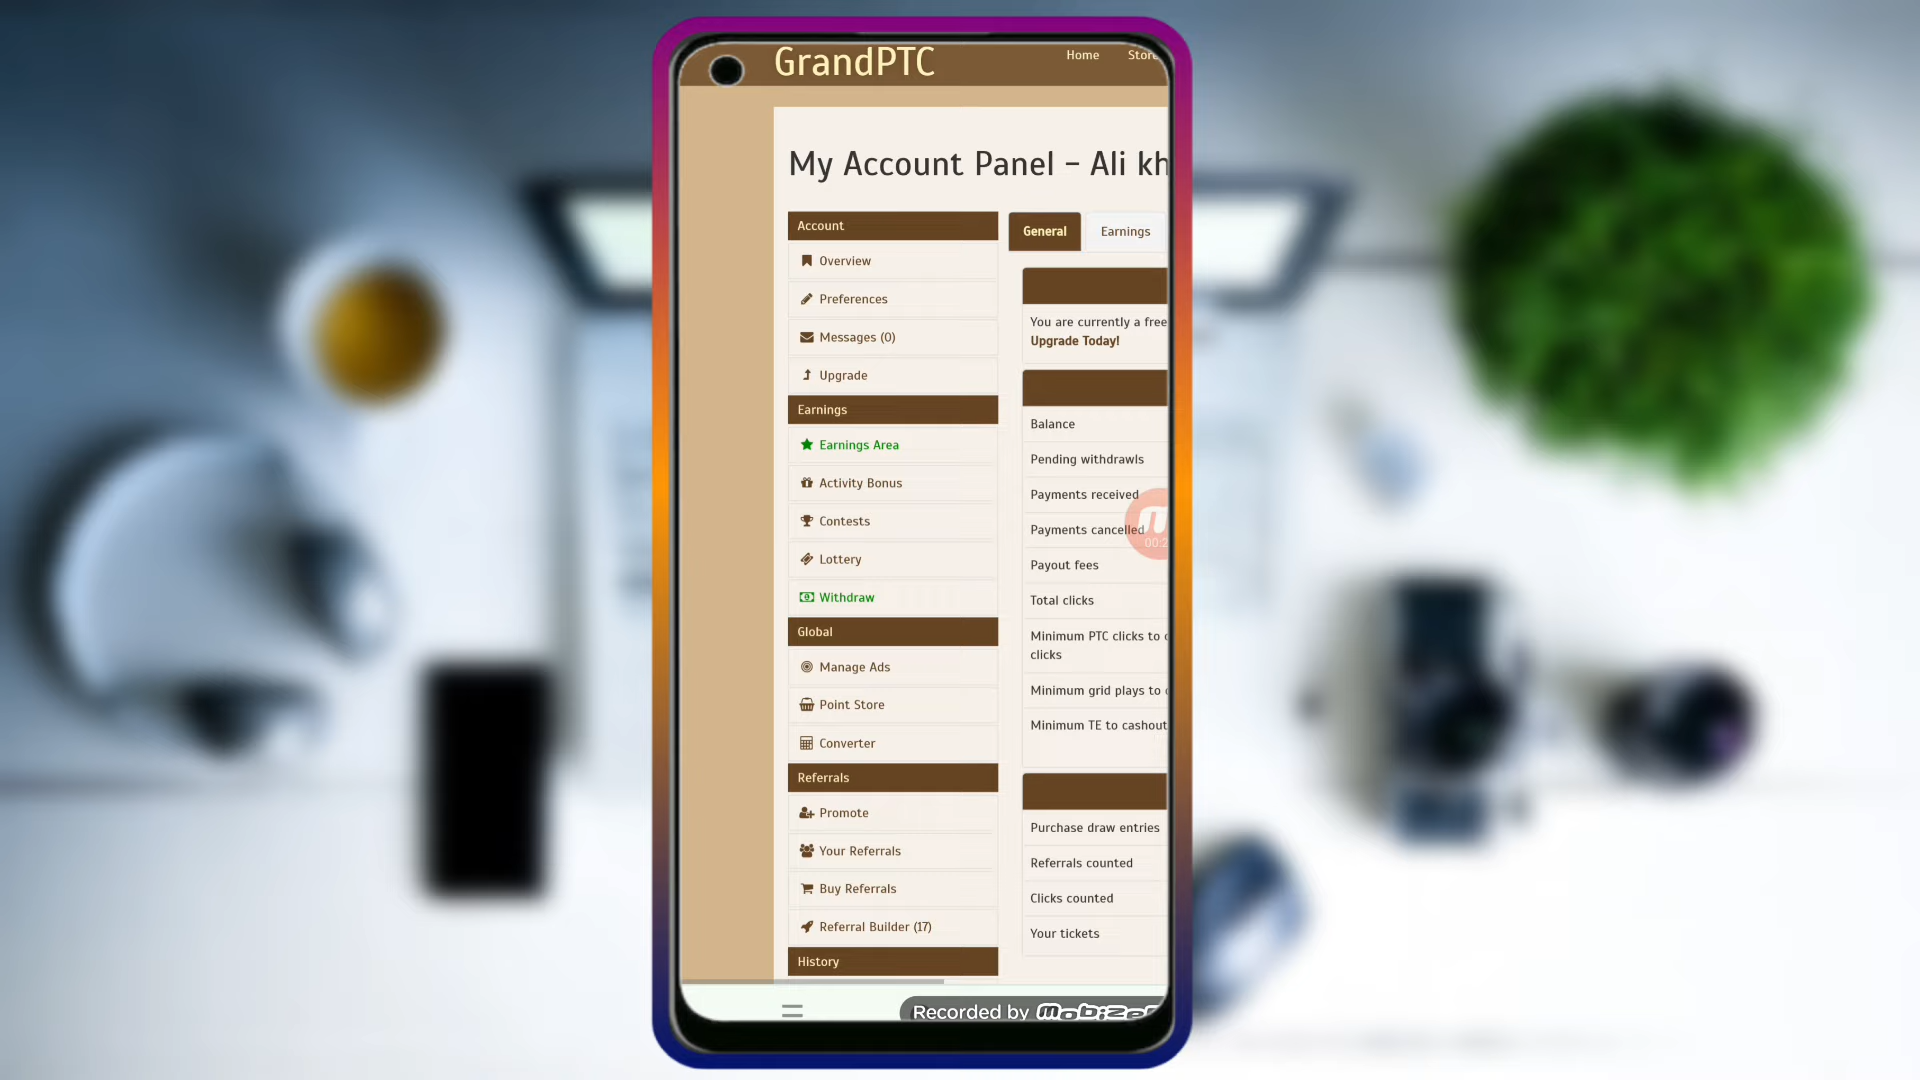 GrandPTC
Home
My Account Panel - Ali
Account
Overview
Preferences
Messages (0)
Upgrade
Earnings
Earnings Area
Activity Bonus
Contests
Lottery
Withdraw
Global
Manage Ads
Point Store
Converter
Referrals
Promote
Your Referrals
Buy Referrals
Referral Builder (17)
History
General
Earnings
You are currently a free
Upgrade Today!
Balance
Pending withdrawls
Payments received
Payments cancelled
Payout fees
Total clicks
Minimum PTC clicks to
clicks
Minimum grid plays to
Minimum TE to cashout
Purchase draw entries
Referrals counted
Clicks counted
Your tickets
Recorded by